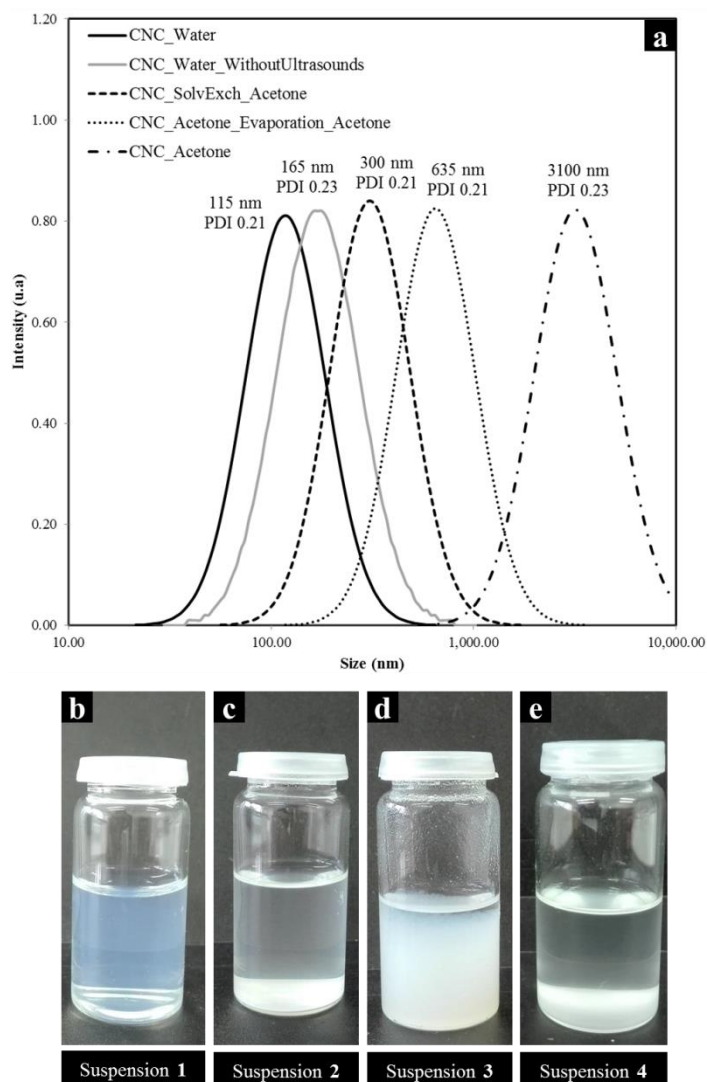 a
CNC_Water
CNC_Water_WithoutUltrasounds
CNC_SolvExch_Acetone
CNC_Acetone_Evaporation_Acetone
CNC_Acetone
115 nm
PDI 0.21
165 nm
PDI 0.23
300 nm
PDI 0.21
635 nm
PDI 0.21
3100 nm
PDI 0.23
Intensity (u.a)
1.20
1.00
0.80
0.60
0.40
0.20
0.00
10.00
100.00
1,000.00
10,000.00
Size (nm)
b
c
d
e
Suspension 1
Suspension 2
Suspension 3
Suspension 4